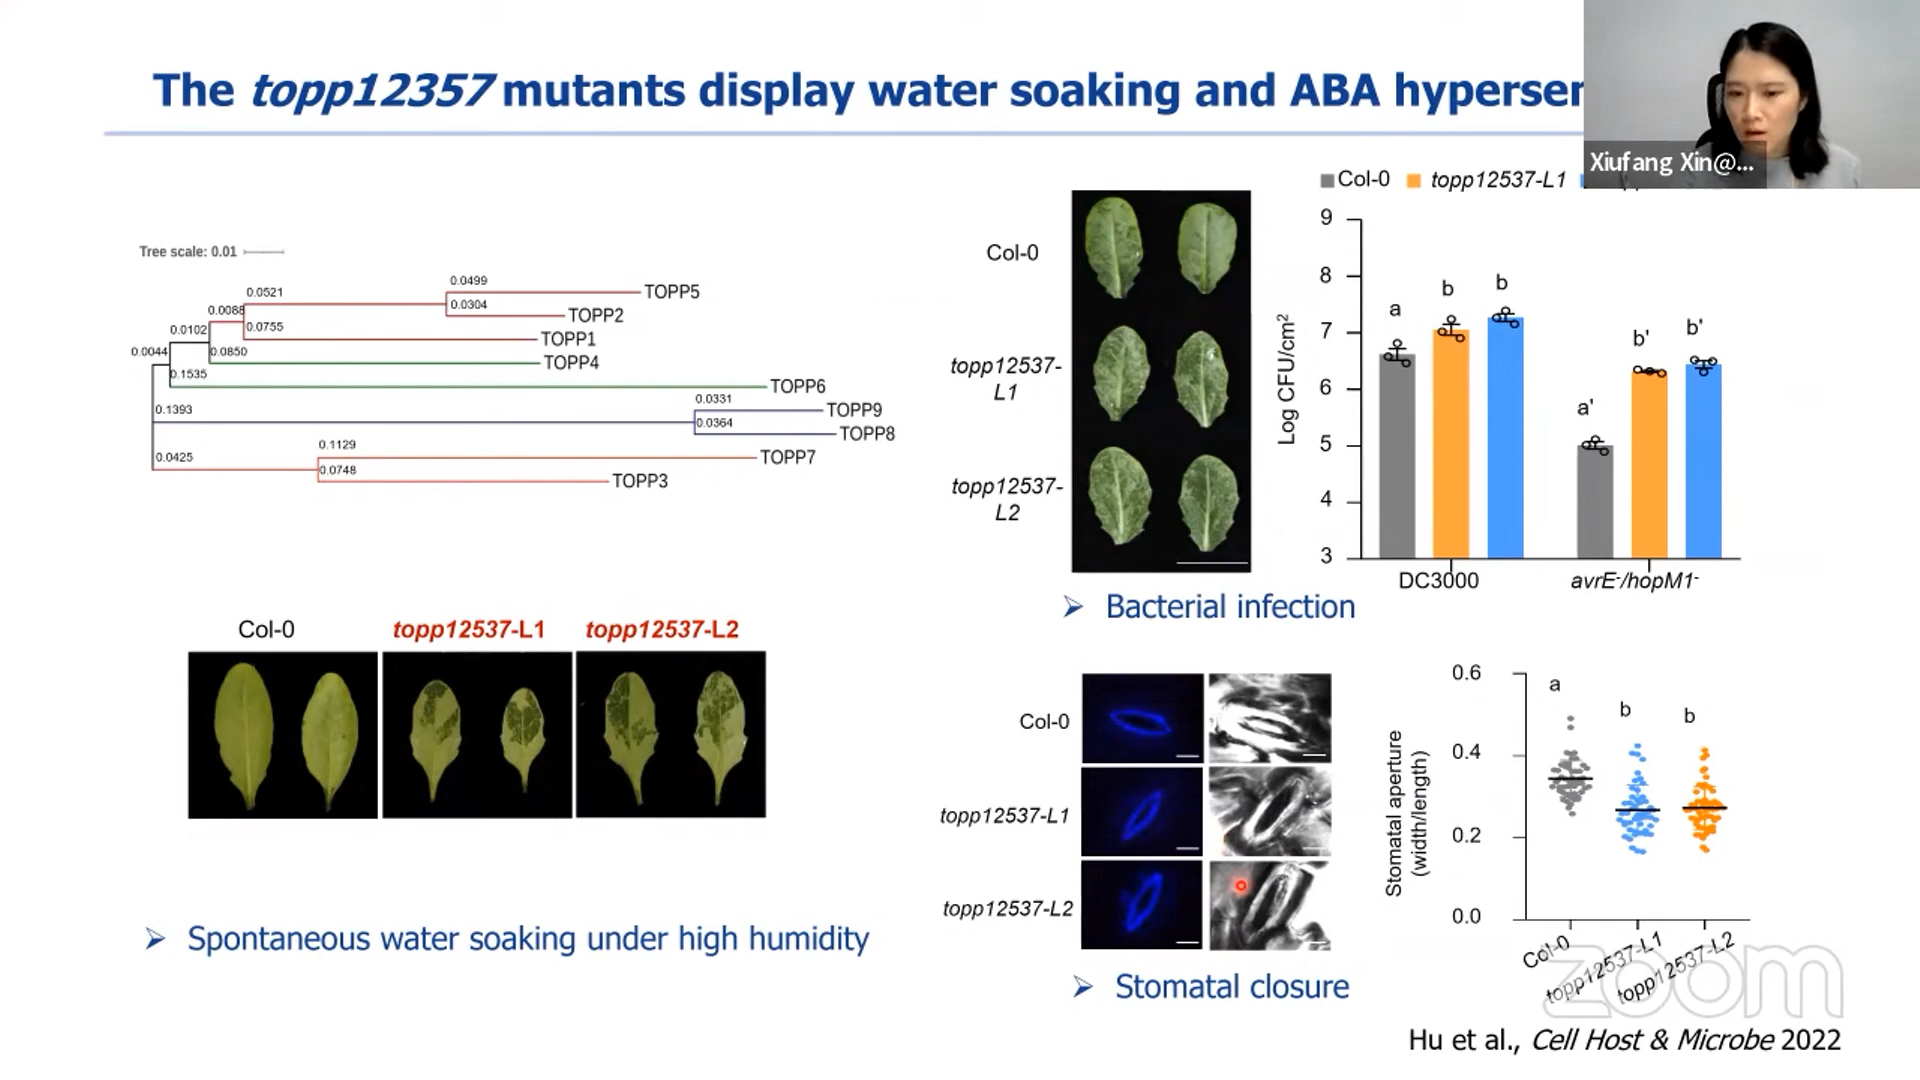 The topp12357 mutants display water soaking and ABA
Xiufang Xin@...
Tree scale: 0.01
0.0499
0.0521
TOPP5
0.0304
0.0088
TOPP2
0.0102
0.0755
TOPP1
0.0044
0.0850
TOPP4
0.1535
TOPP6
0.0331
0.1393
TOPP9
0.0364
TOPP8
0.1129
0.0425
TOPP7
0.0748
TOPP3
Col-0 topp12537-L1 topp12537-L2
Spontaneous water soaking under high humidity
Col-0
topp12537-
L1
topp12537-
L2
Bacterial infection
Col-0 topp12537-L1
Log CFU/cm²
9
8
7
6
5
4
3
a b b
a' b' b'
DC3000 avrE⁻/hopM1⁻
Col-0
topp12537-L1
topp12537-L2
Stomatal closure
Stomatal aperture
(width/length)
0.6
0.4
0.2
0.0
a b b
Col-0 topp12537-L1 topp12537-L2
zoom
Hu et al., Cell Host & Microbe 2022